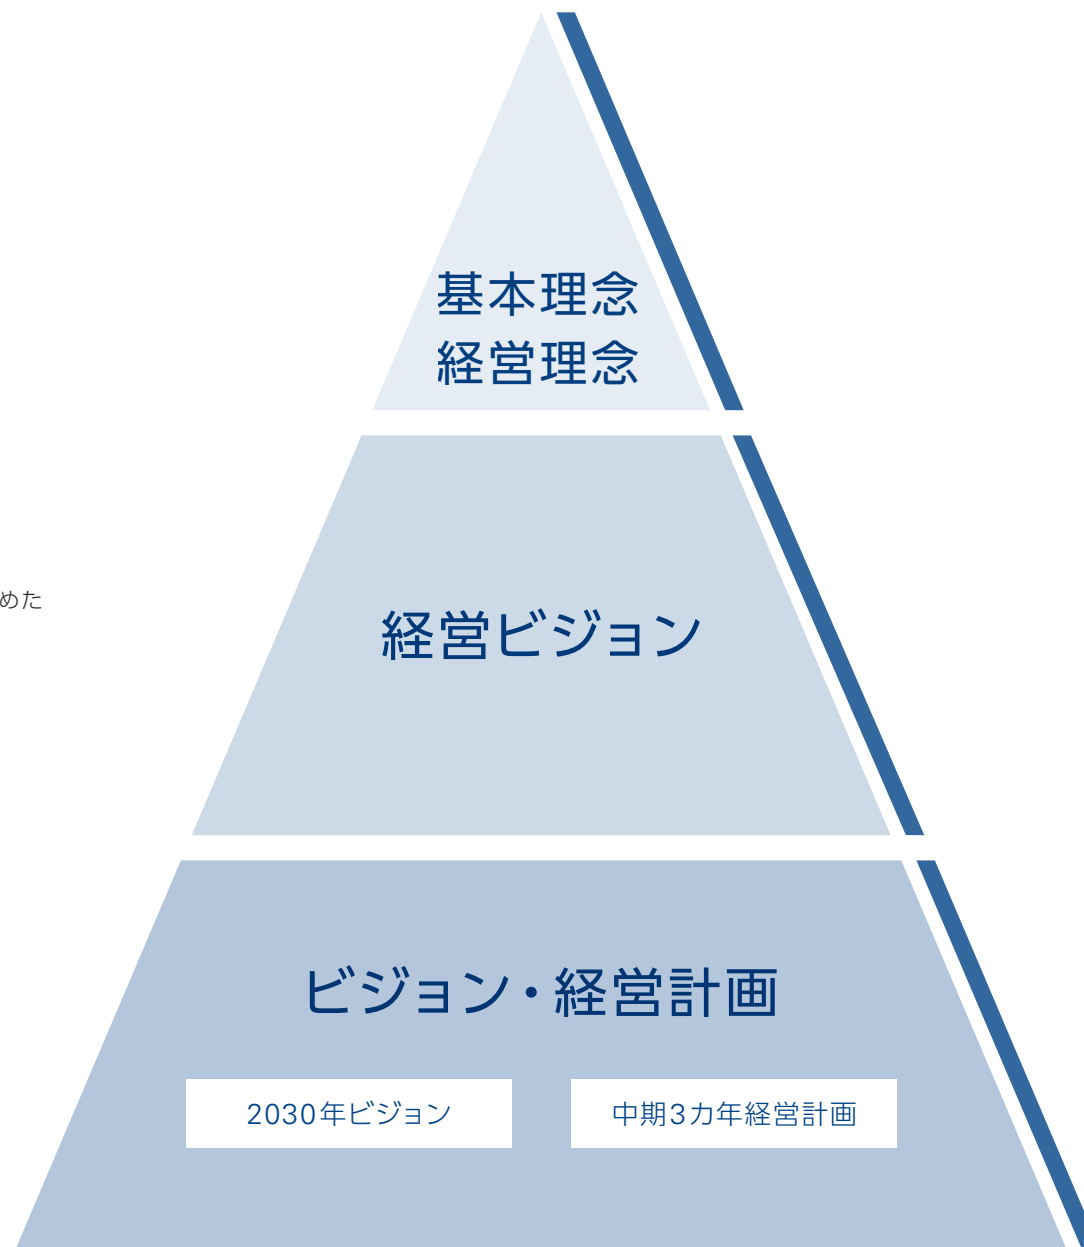 基本理念
経営理念
めた
経営ビジョン
ビジョン・経営計画
2030年ビジョン
中期3カ年経営計画